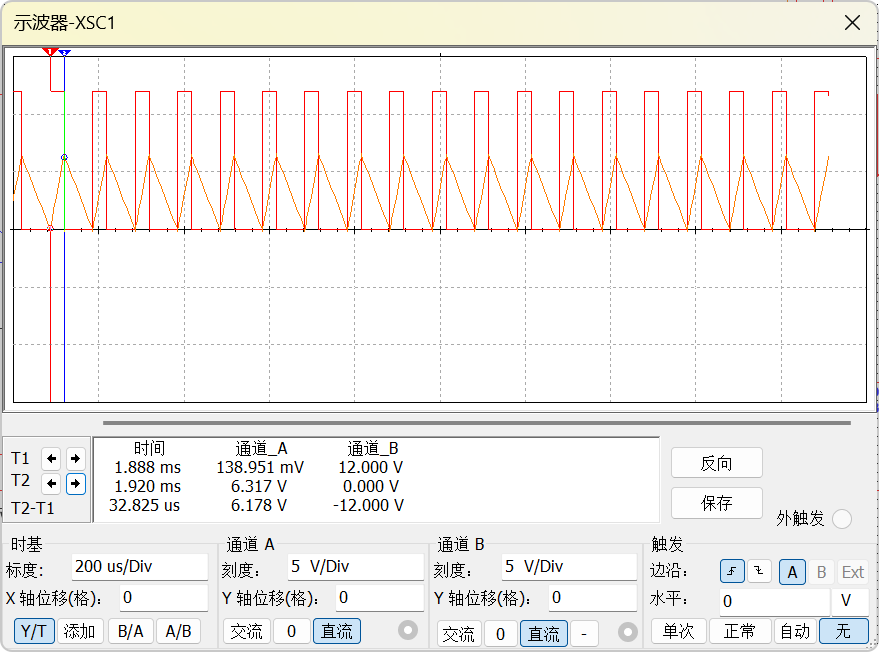 示波器-XSC1
1 2
时间 通道_A 通道_B
T1 1.888 ms 138.951 mV 12.000 V
T2 1.920 ms 6.317 V 0.000 V
T2-T1 32.825 us 6.178 V -12.000 V
反向
保存
外触发
时基 通道 A 通道 B 触发
标度: 200 us/Div 刻度: 5 V/Div 刻度: 5 V/Div 边沿: A B Ext
X 轴位移(格): 0 Y 轴位移(格): 0 Y 轴位移(格): 0 水平: 0 V
Y/T 添加 B/A A/B 交流 0 直流 交流 0 直流 - 单次 正常 自动 无